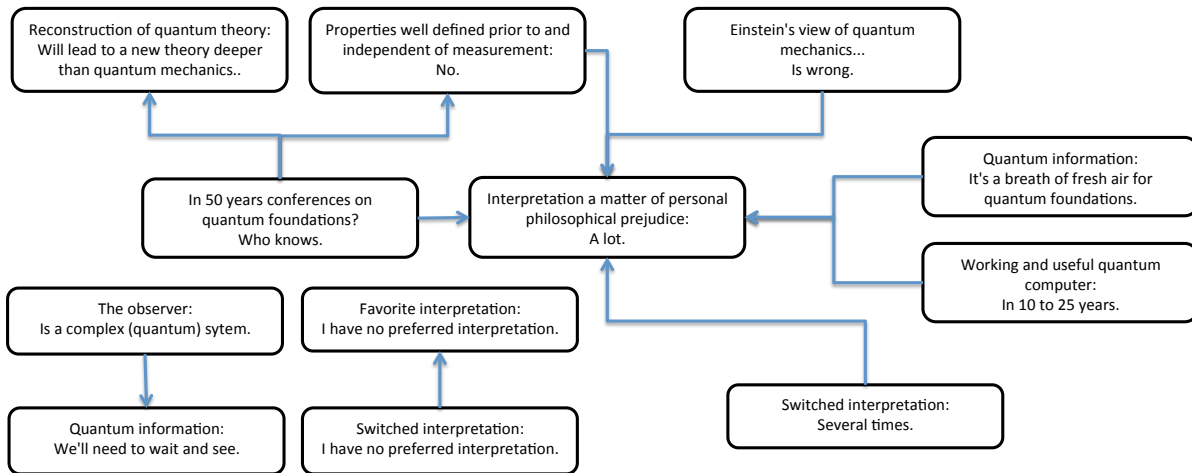 Reconstruction of quantum theory:
Will lead to a new theory deeper
than quantum mechanics..
Properties well defined prior to and
independent of measurement:
No.
Einstein's view of quantum
mechanics...
Is wrong.
In 50 years conferences on
quantum foundations?
Who knows.
Interpretation a matter of personal
philosophical prejudice:
A lot.
Quantum information:
It's a breath of fresh air for
quantum foundations.
Working and useful quantum
computer:
In 10 to 25 years.
The observer:
Is a complex (quantum) sytem.
Favorite interpretation:
I have no preferred interpretation.
Quantum information:
We'll need to wait and see.
Switched interpretation:
I have no preferred interpretation.
Switched interpretation:
Several times.